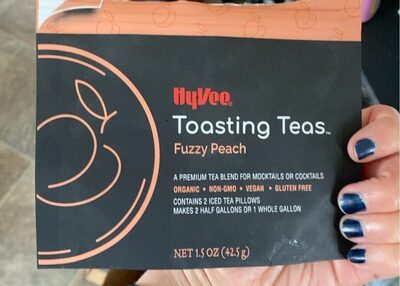 HyVee
Toasting Teas™
Fuzzy Peach
A PREMIUM TEA BLEND FOR MOCKTAILS OR COCKTAILS
ORGANIC • NON-GMO • VEGAN • GLUTEN FREE
CONTAINS 2 ICED TEA PILLOWS
MAKES 2 HALF GALLONS OR 1 WHOLE GALLON
NET 1.5 OZ (42.5g)